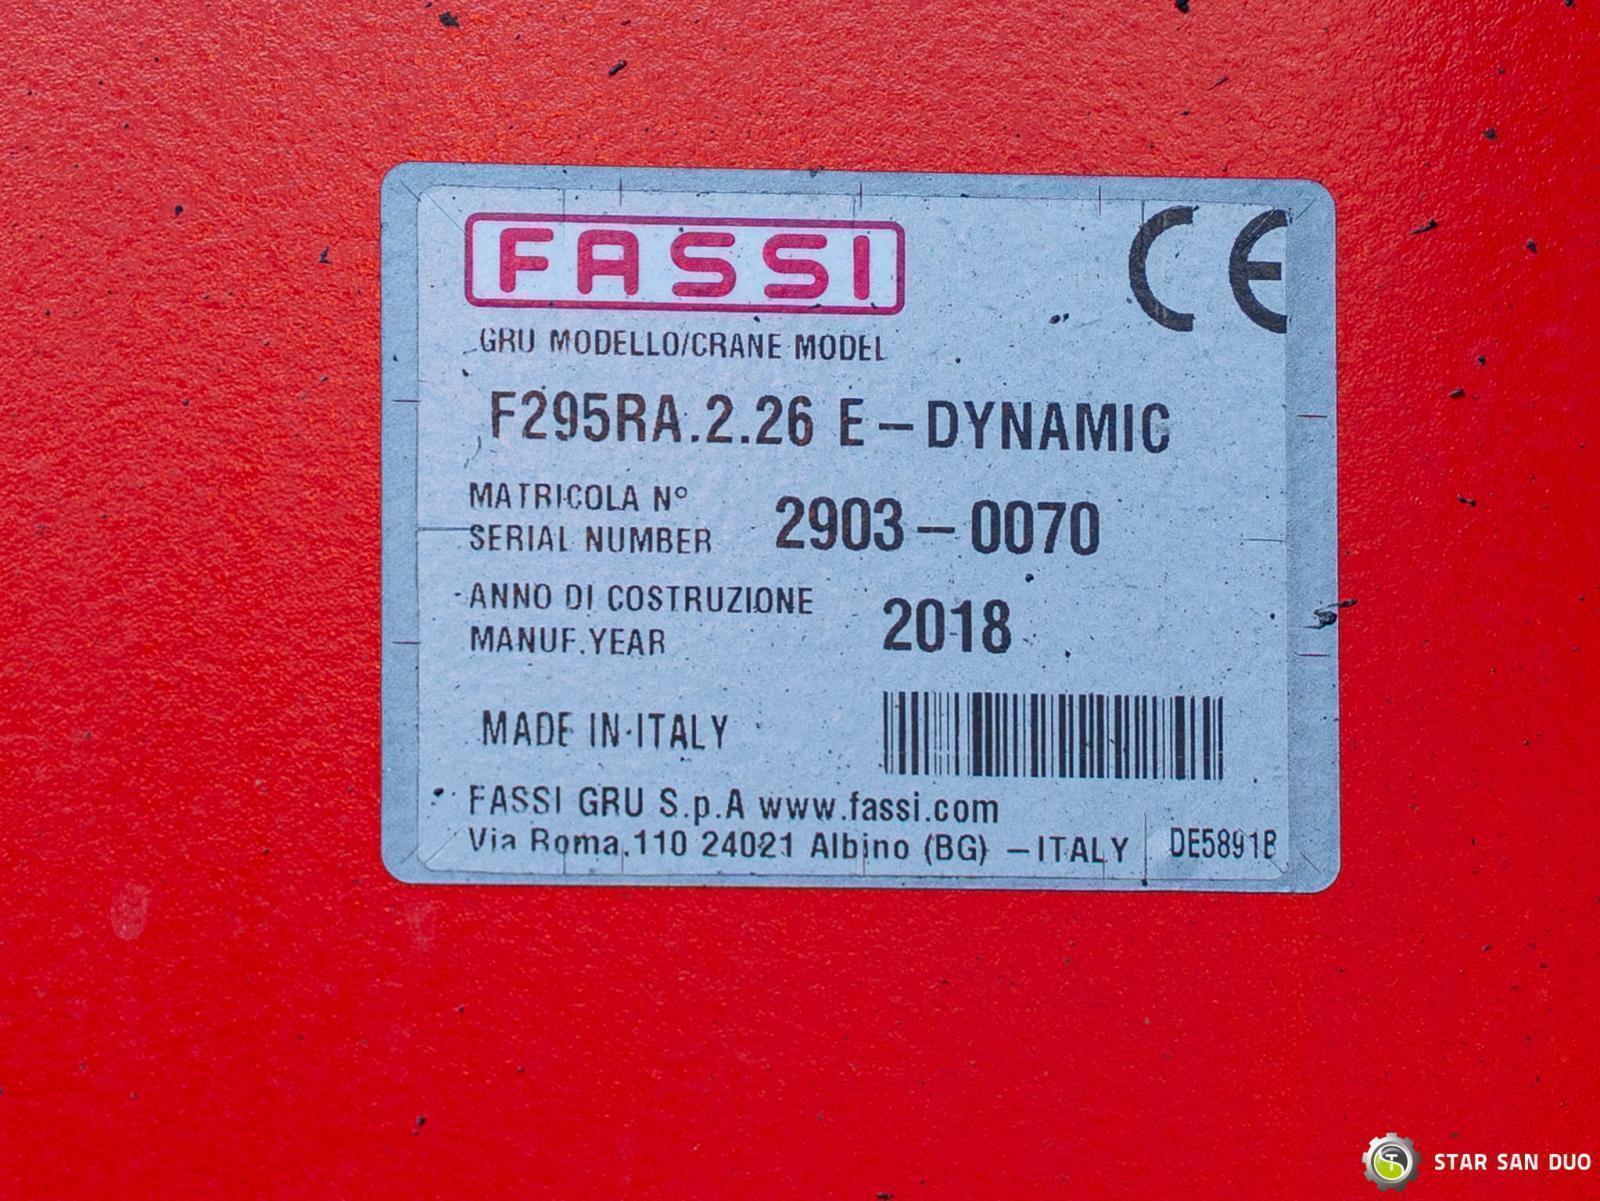 FASSI
CE
GRU MODELLO/CRANE MODEL
F295RA.2.26 E-DYNAMIC
MATRICOLA N°
SERIAL NUMBER 2903-0070
ANNO DI COSTRUZIONE
MANUF.YEAR 2018
MADE IN ITALY
FASSI GRU S.p.A www.fassi.com
Via Roma,110 24021 Albino (BG) -ITALY DE5891B
STAR SAN DUO